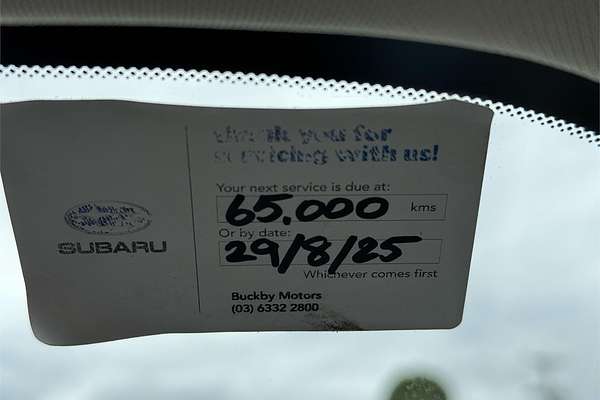 SUBARU
thank you for
servicing with us!
Your next service is due at:
65,000 kms
Or by date:
29/8/25
Whichever comes first
Buckby Motors
(03) 6332 2800